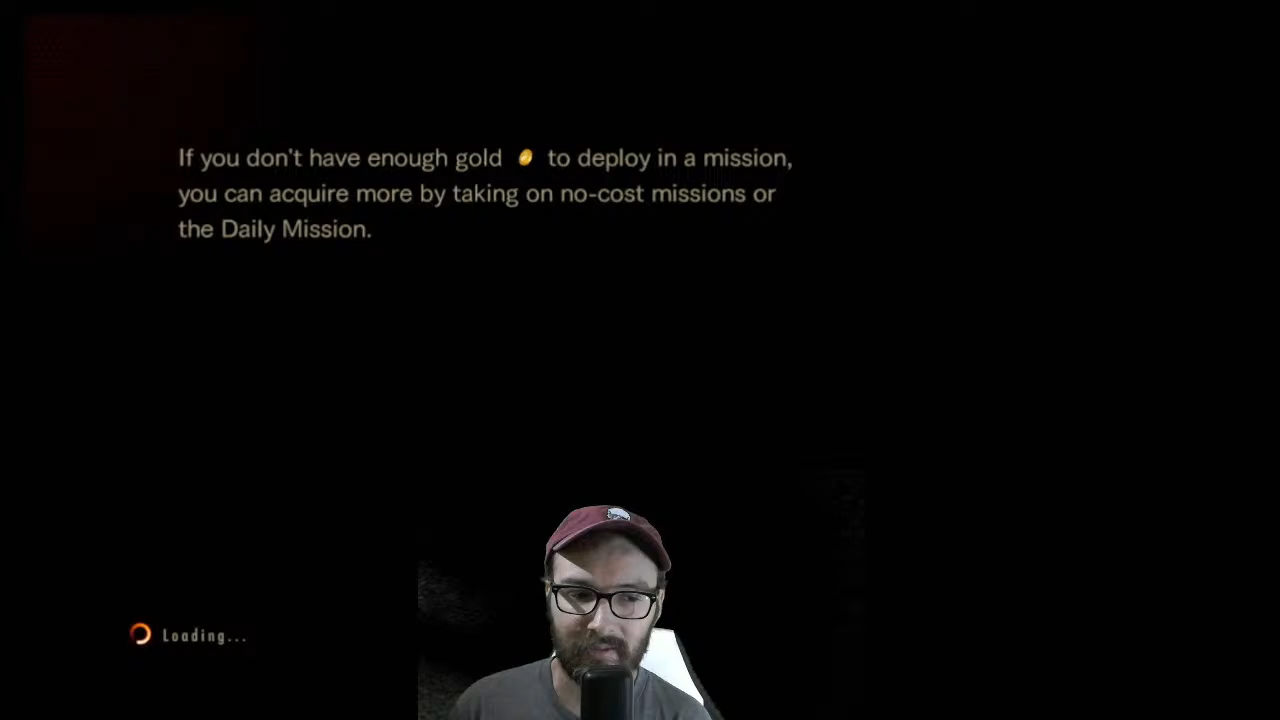 If you don't have enough gold to deploy in a mission,
you can acquire more by taking on no-cost missions or
the Daily Mission.
Loading...